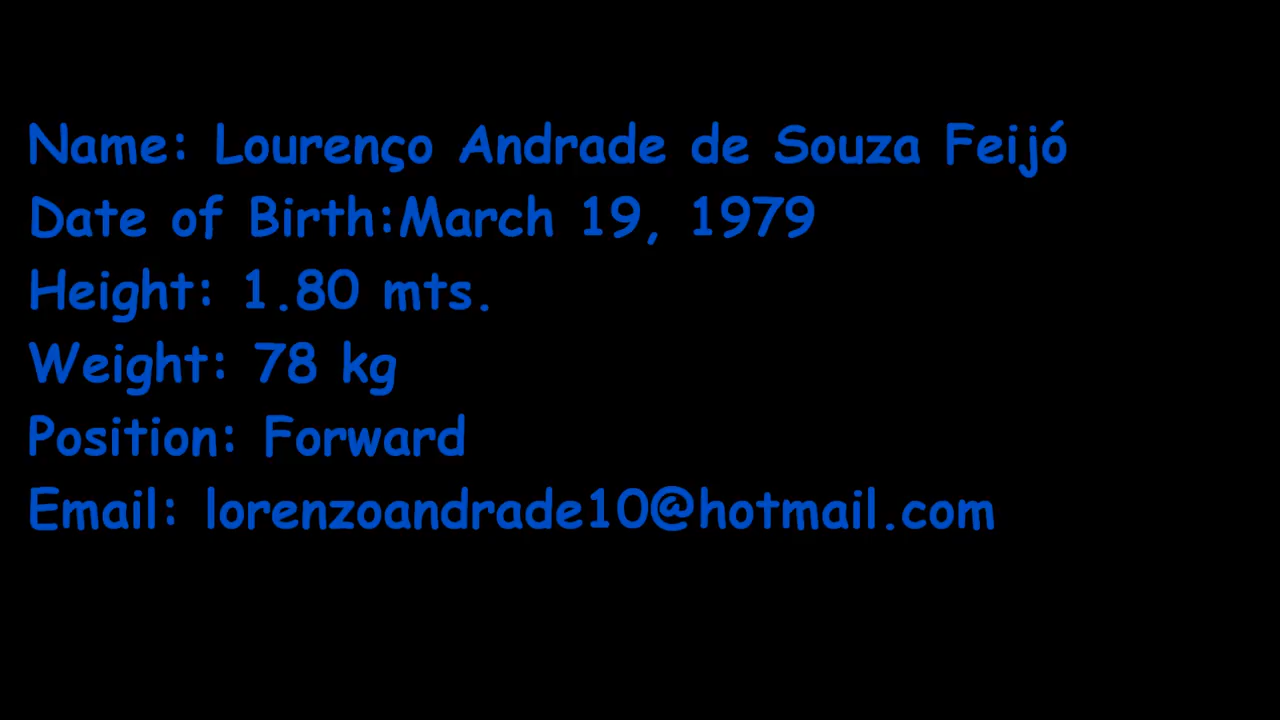 Name: Lourenço Andrade de Souza Feijó
Date of Birth:March 19, 1979
Height: 1.80 mts.
Weight: 78 kg
Position: Forward
Email: lorenzoandrade10@hotmail.com